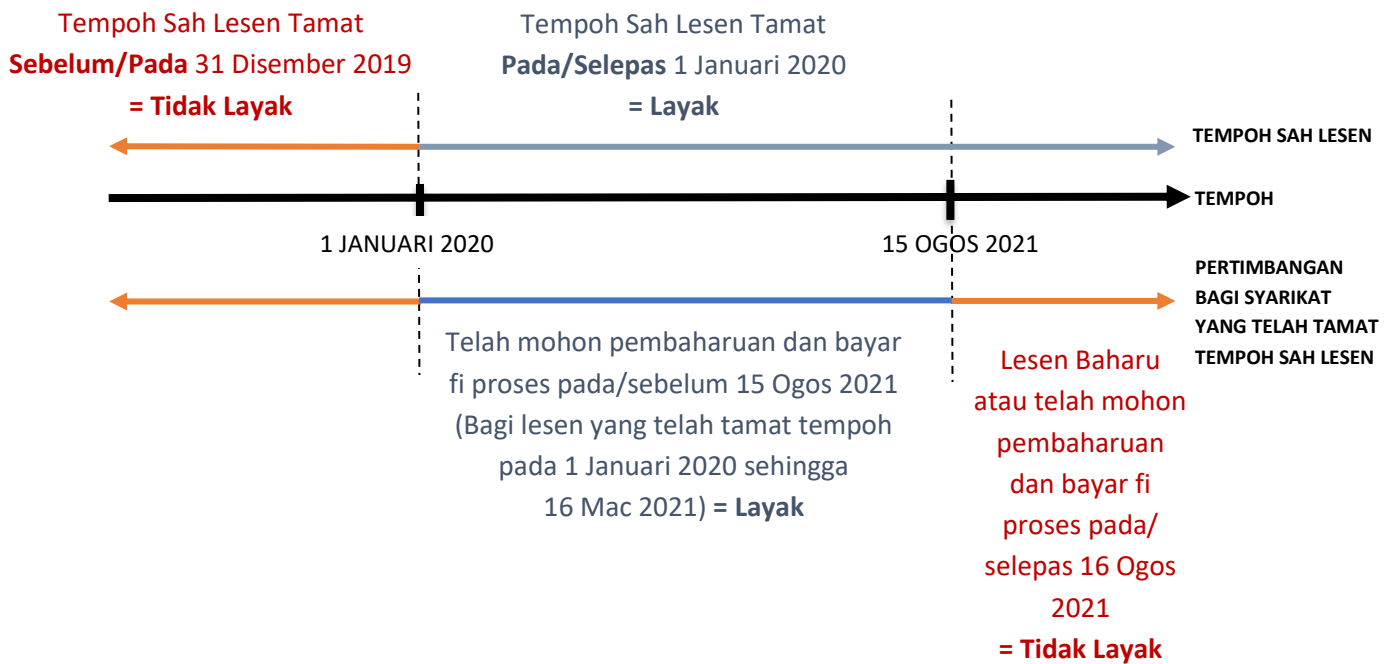 Tempoh Sah Lesen Tamat
Sebelum/Pada 31 Disember 2019
= Tidak Layak
Tempoh Sah Lesen Tamat
Pada/Selepas 1 Januari 2020
= Layak
TEMPOH SAH LESEN
TEMPOH
1 JANUARI 2020
15 OGOS 2021
PERTIMBANGAN
BAGI SYARIKAT
YANG TELAH TAMAT
TEMPOH SAH LESEN
Telah mohon pembaharuan dan bayar
fi proses pada/sebelum 15 Ogos 2021
(Bagi lesen yang telah tamat tempoh
pada 1 Januari 2020 sehingga
16 Mac 2021) = Layak
Lesen Baharu
atau telah mohon
pembaharuan
dan bayar fi
proses pada/
selepas 16 Ogos
2021
= Tidak Layak